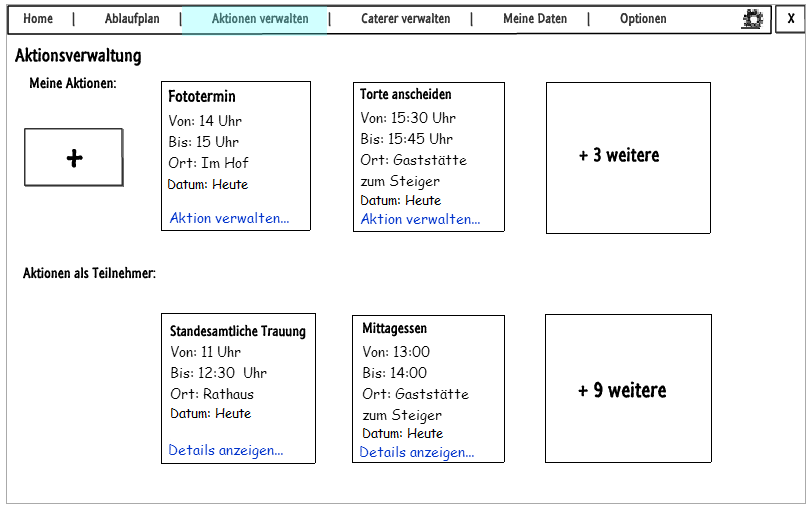 Home | Ablaufplan | Aktionen verwalten | Caterer verwalten | Meine Daten | Optionen X
Aktionsverwaltung
Meine Aktionen:
+
Fototermin
Von: 14 Uhr
Bis: 15 Uhr
Ort: Im Hof
Datum: Heute
Aktion verwalten...
Torte anscheiden
Von: 15:30 Uhr
Bis: 15:45 Uhr
Ort: Gaststätte
zum Steiger
Datum: Heute
Aktion verwalten...
+ 3 weitere
Aktionen als Teilnehmer:
Standesamtliche Trauung
Von: 11 Uhr
Bis: 12:30 Uhr
Ort: Rathaus
Datum: Heute
Details anzeigen...
Mittagessen
Von: 13:00
Bis: 14:00
Ort: Gaststätte
zum Steiger
Datum: Heute
Details anzeigen...
+ 9 weitere